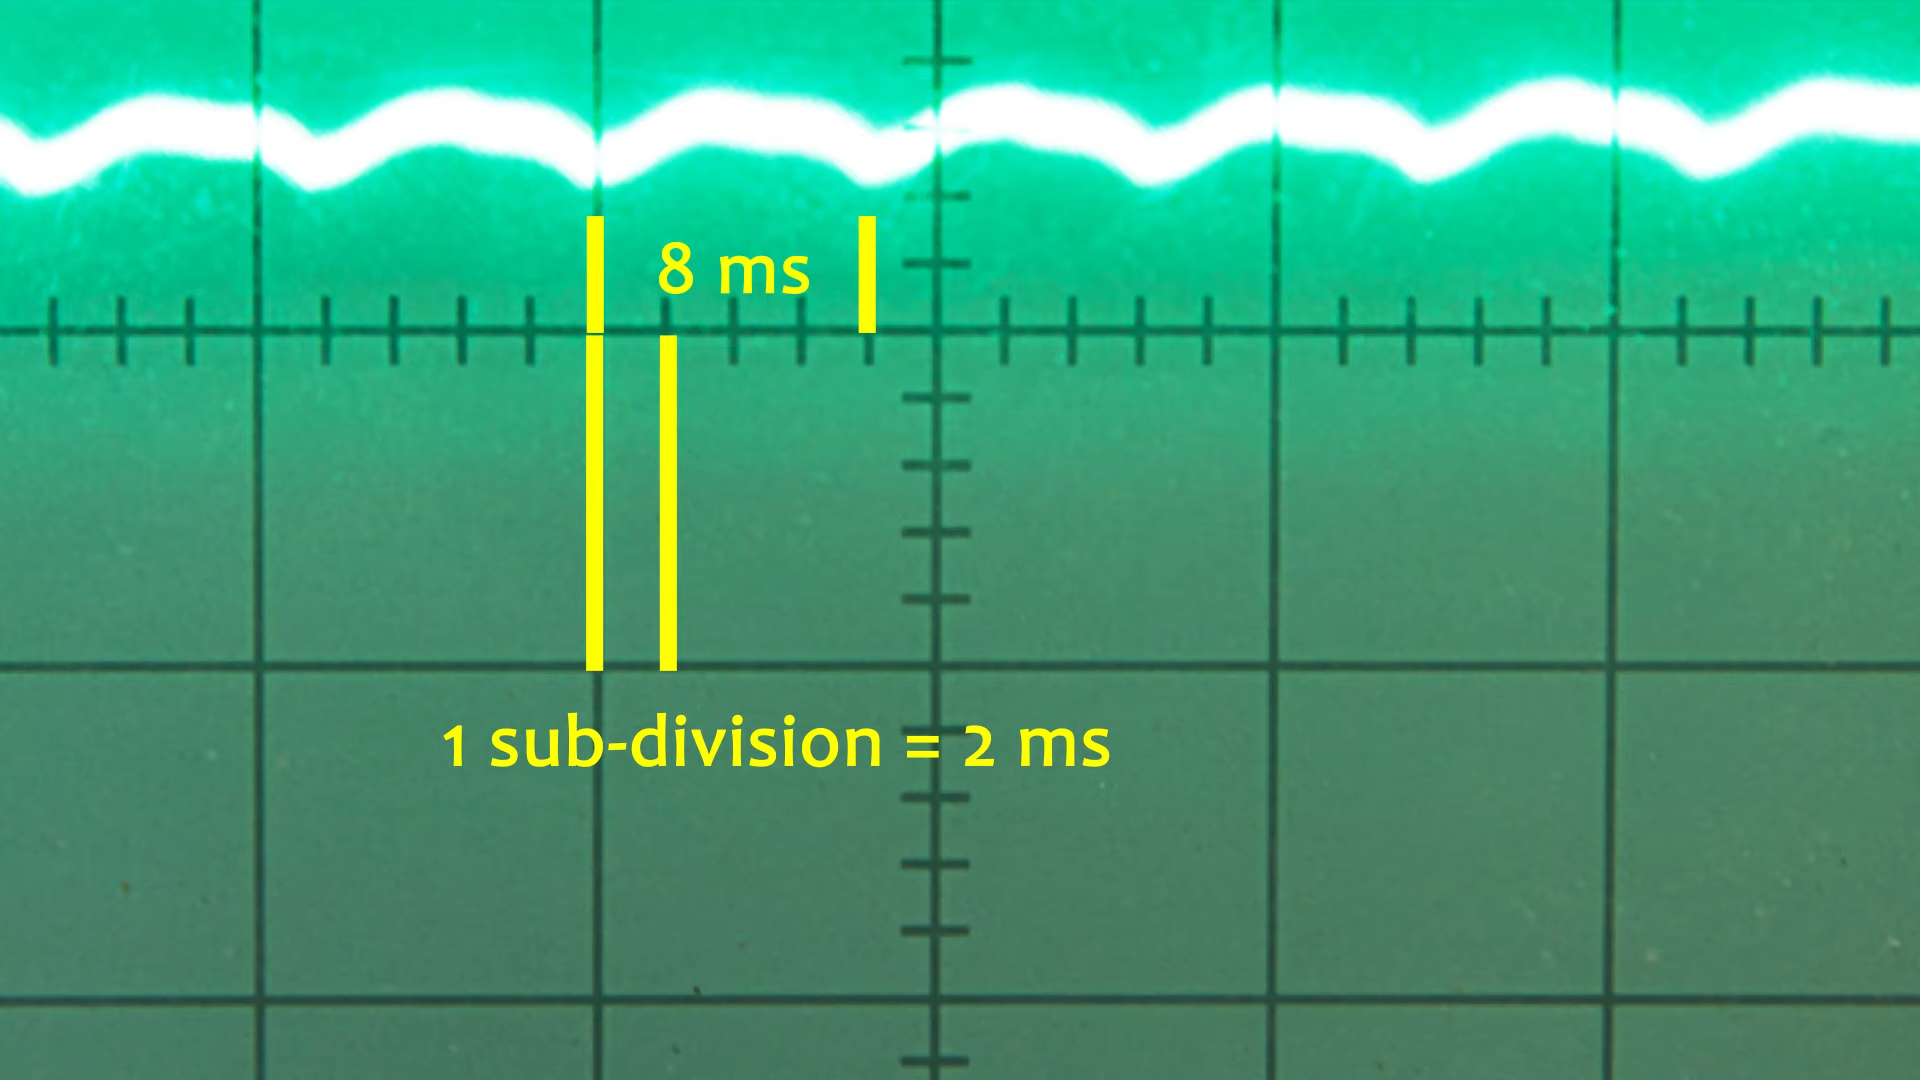 8 ms
1 sub-division = 2 ms